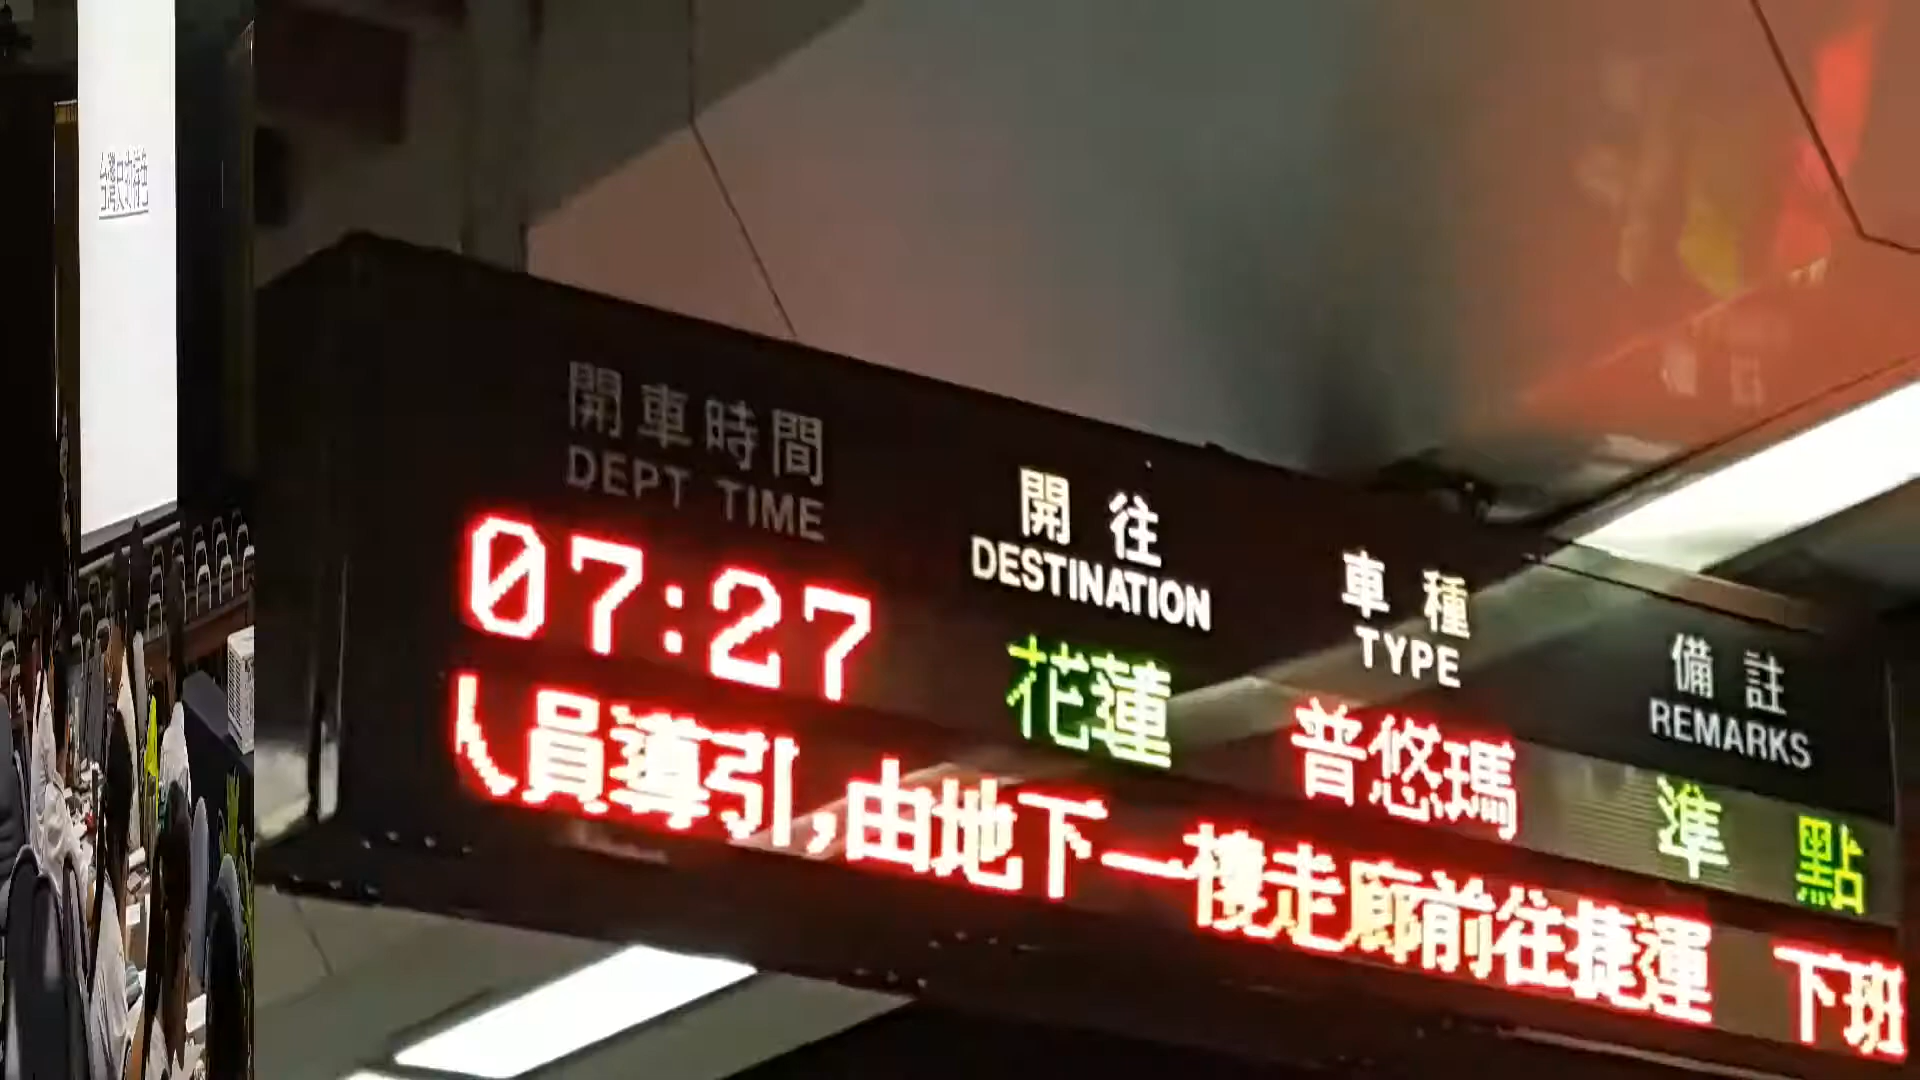 開車時間
DEPT TIME
開往
DESTINATION
車種
TYPE
備註
REMARKS
07:27
花蓮
普悠瑪
準點
人員導引,由地下一樓走廊前往捷運 下班